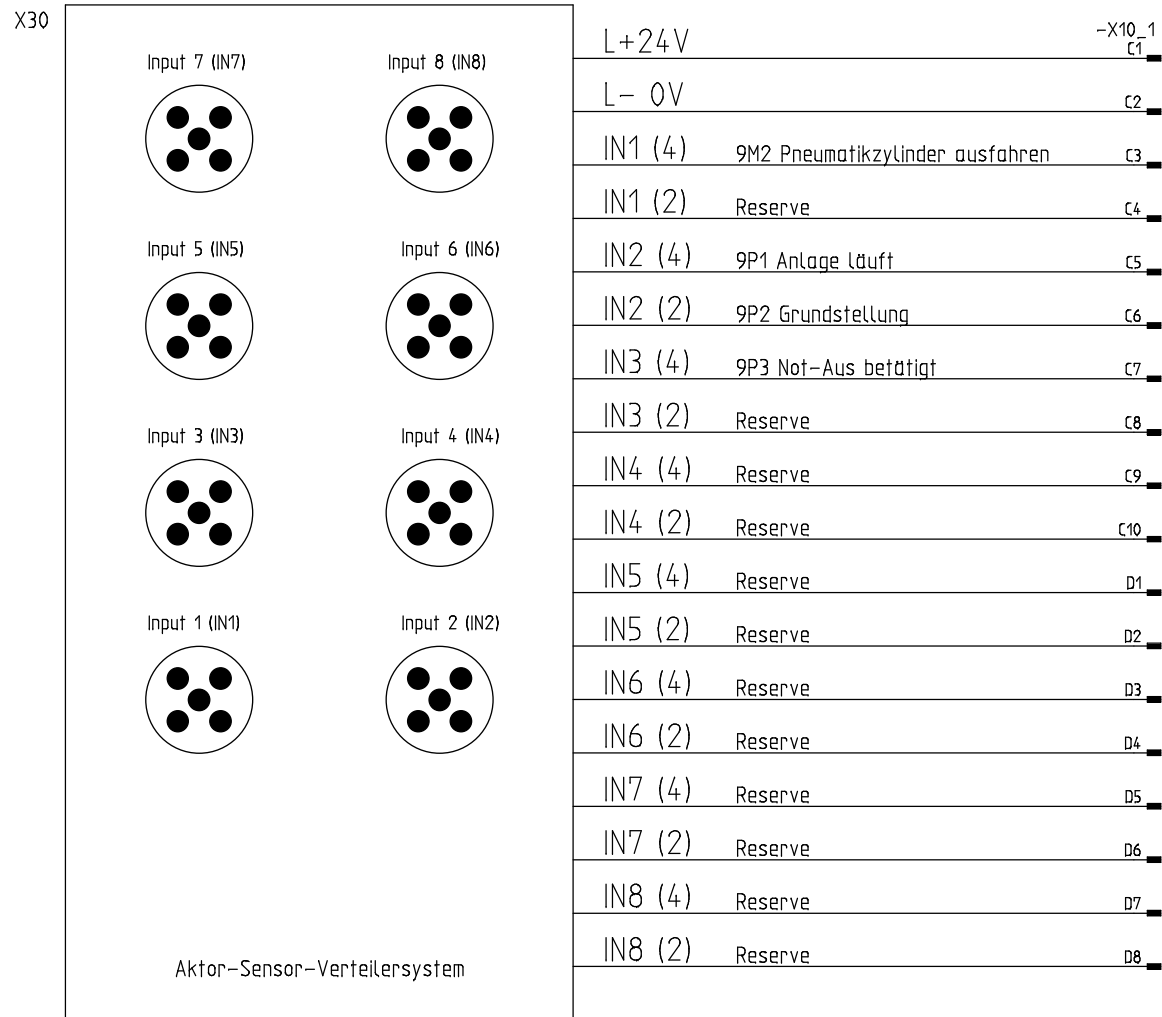 X30
Input 7 (IN7) Input 8 (IN8)
Input 5 (IN5) Input 6 (IN6)
Input 3 (IN3) Input 4 (IN4)
Input 1 (IN1) Input 2 (IN2)
Aktor-Sensor-Verteilersystem
-X10_1
L+24V C1
L- 0V C2
IN1 (4) 9M2 Pneumatikzylinder ausfahren C3
IN1 (2) Reserve C4
IN2 (4) 9P1 Anlage läuft C5
IN2 (2) 9P2 Grundstellung C6
IN3 (4) 9P3 Not-Aus betätigt C7
IN3 (2) Reserve C8
IN4 (4) Reserve C9
IN4 (2) Reserve C10
IN5 (4) Reserve D1
IN5 (2) Reserve D2
IN6 (4) Reserve D3
IN6 (2) Reserve D4
IN7 (4) Reserve D5
IN7 (2) Reserve D6
IN8 (4) Reserve D7
IN8 (2) Reserve D8